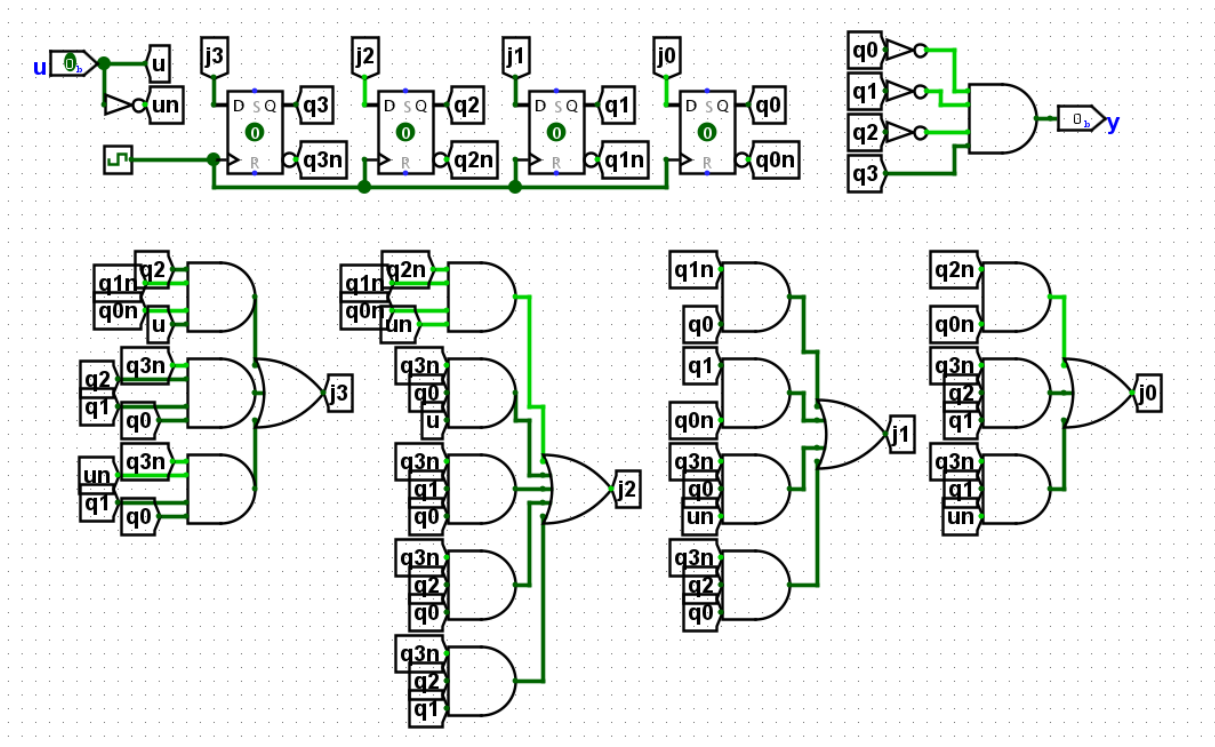 u 0 b u
un
j3 j2 j1 j0
D S Q q3
0
R q3n
D S Q q2
0
R q2n
D S Q q1
0
R q1n
D S Q q0
0
R q0n
q0
q1
q2
q3
0 b y
q2
q1n
q0n
u
q3n
q2
q1
q0
q3n
un
q1
q0
j3
q2n
q1n
q0n
un
q3n
q0
u
q3n
q1
q0
q3n
q2
q0
q3n
q2
q1
j2
q1n
q0
q1
q0n
q3n
q0
un
q3n
q2
q0
j1
q2n
q0n
q3n
q2
q1
q3n
q1
un
j0